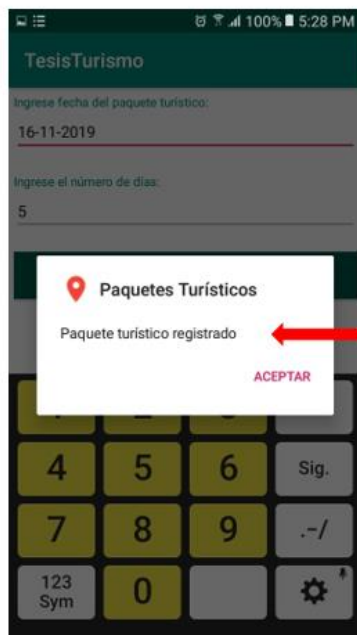 100% 5:28 PM
TesisTurismo
Ingrese fecha del paquete turístico:
16-11-2019
Ingrese el número de días:
5
Paquetes Turísticos
Paquete turístico registrado
ACEPTAR
4 5 6 Sig.
7 8 9 .-/
123 0
Sym